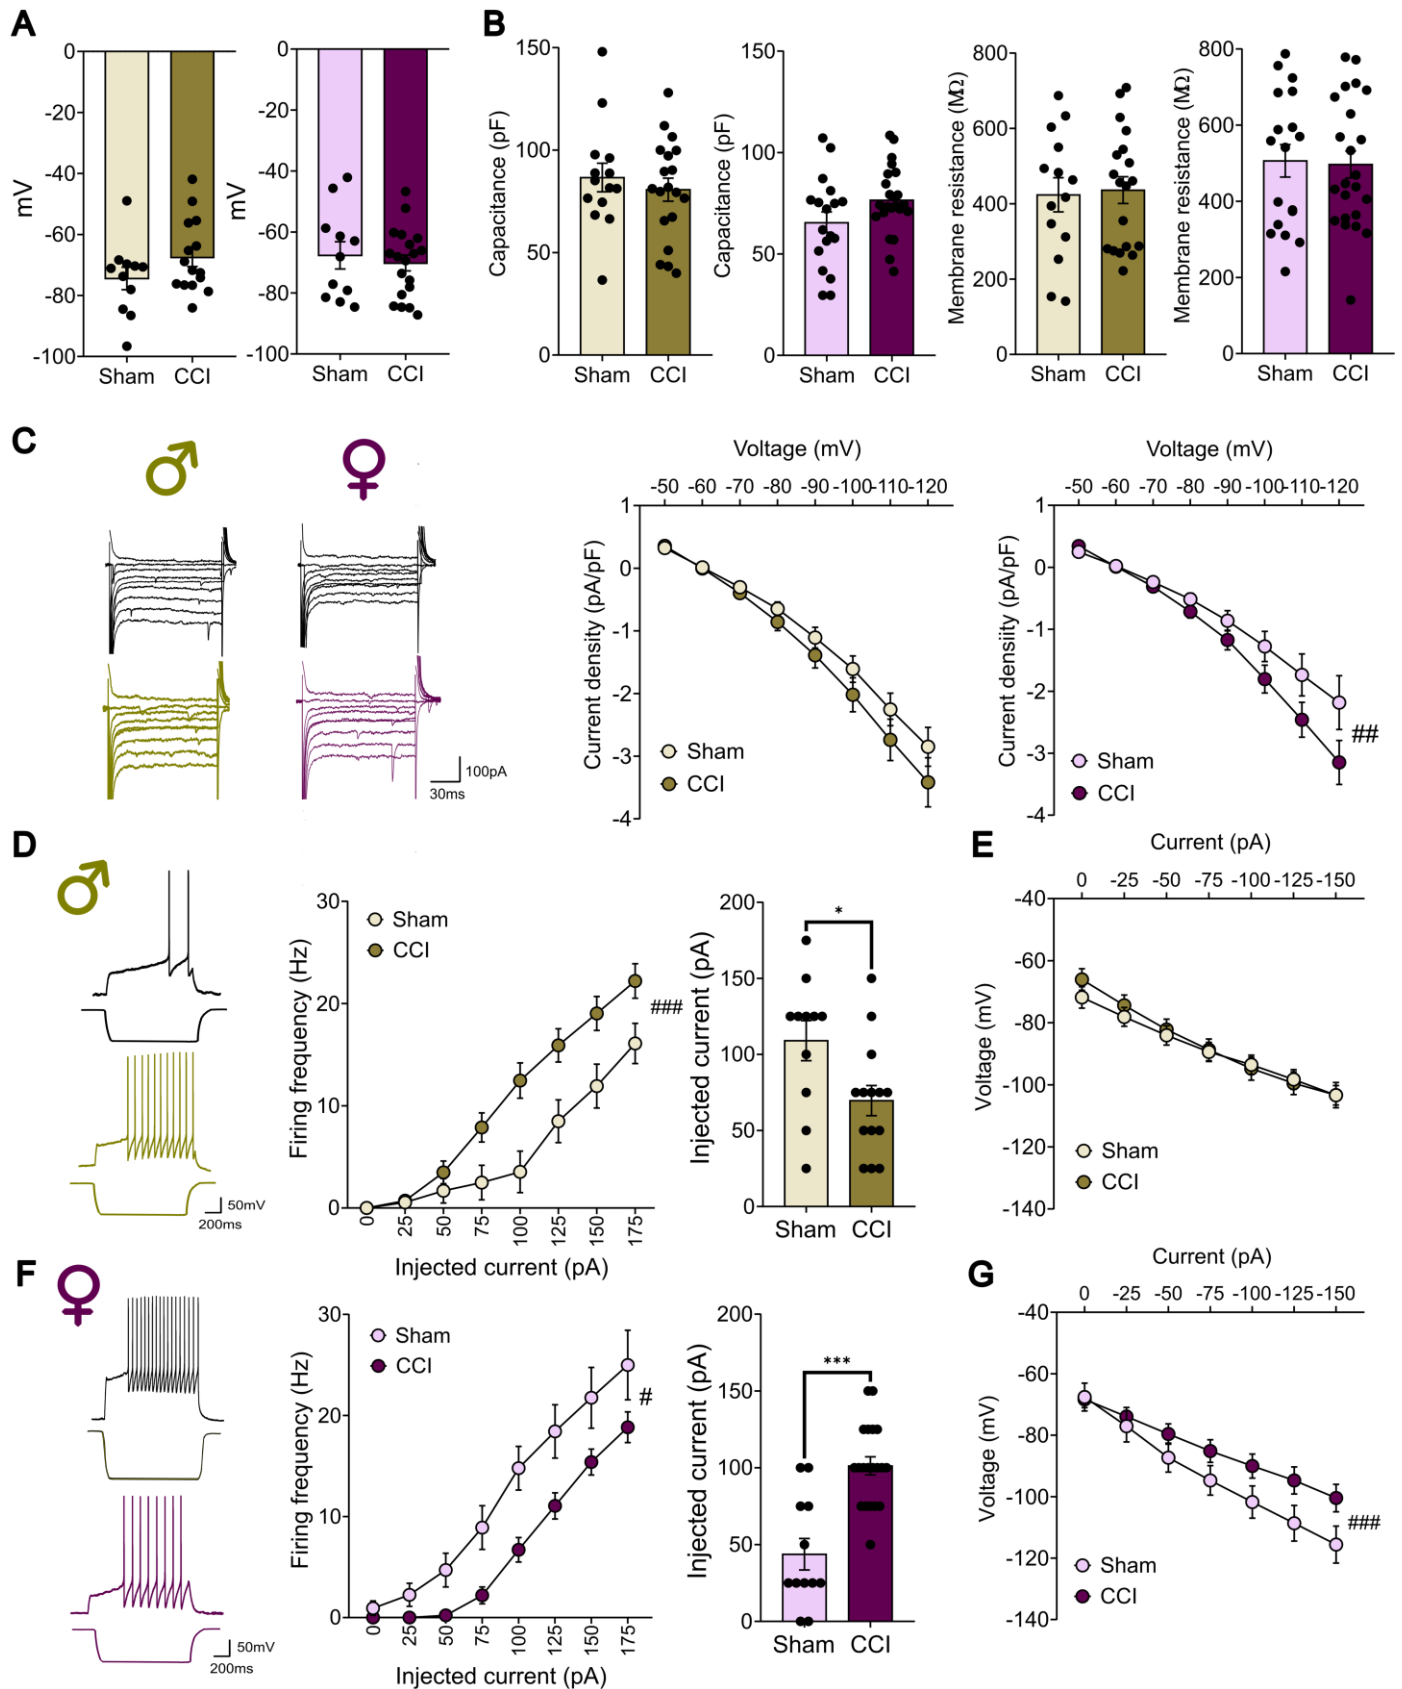 A
B
0
-20
-40
-60
-80
-100
mV
Sham CCI
0
-20
-40
-60
-80
-100
mV
Sham CCI
150
100
50
0
Capacitance (pF)
Sham CCI
150
100
50
0
Capacitance (pF)
Sham CCI
800
600
400
200
0
Membrane resistance (MΩ)
Sham CCI
800
600
400
200
0
Membrane resistance (MΩ)
Sham CCI
C
♂ ♀
100pA
30ms
Voltage (mV)
-50 -60 -70 -80 -90 -100 -110 -120
1
0
-1
-2
-3
-4
Current density (pA/pF)
Sham
CCI
Voltage (mV)
-50 -60 -70 -80 -90 -100 -110 -120
1
0
-1
-2
-3
-4
Current densiity (pA/pF)
##
Sham
CCI
D
♂
50mV
200ms
30
20
10
0
Firing frequency (Hz)
Sham
CCI
###
0 25 50 75 100 125 150 175
Injected current (pA)
200
150
100
50
0
Injected current (pA)
*
Sham CCI
E
Current (pA)
0 -25 -50 -75 -100 -125 -150
-40
-60
-80
-100
-120
-140
Voltage (mV)
Sham
CCI
F
♀
50mV
200ms
30
20
10
0
Firing frequency (Hz)
Sham
CCI
#
0 25 50 75 100 125 150 175
Injected current (pA)
200
150
100
50
0
Injected current (pA)
***
Sham CCI
G
Current (pA)
0 -25 -50 -75 -100 -125 -150
-40
-60
-80
-100
-120
-140
Voltage (mV)
###
Sham
CCI